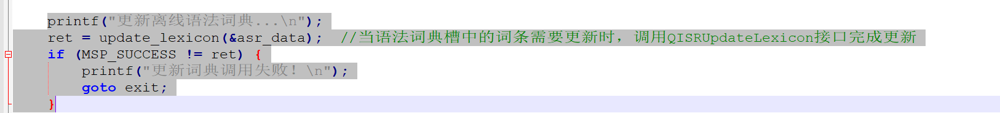 printf("更新离线语法词典...\n");
ret = update_lexicon(&asr_data);  //当语法词典槽中的词条需要更新时，调用QISRUpdateLexicon接口完成更新
if (MSP_SUCCESS != ret) {
    printf("更新词典调用失败！\n");
    goto exit;
}